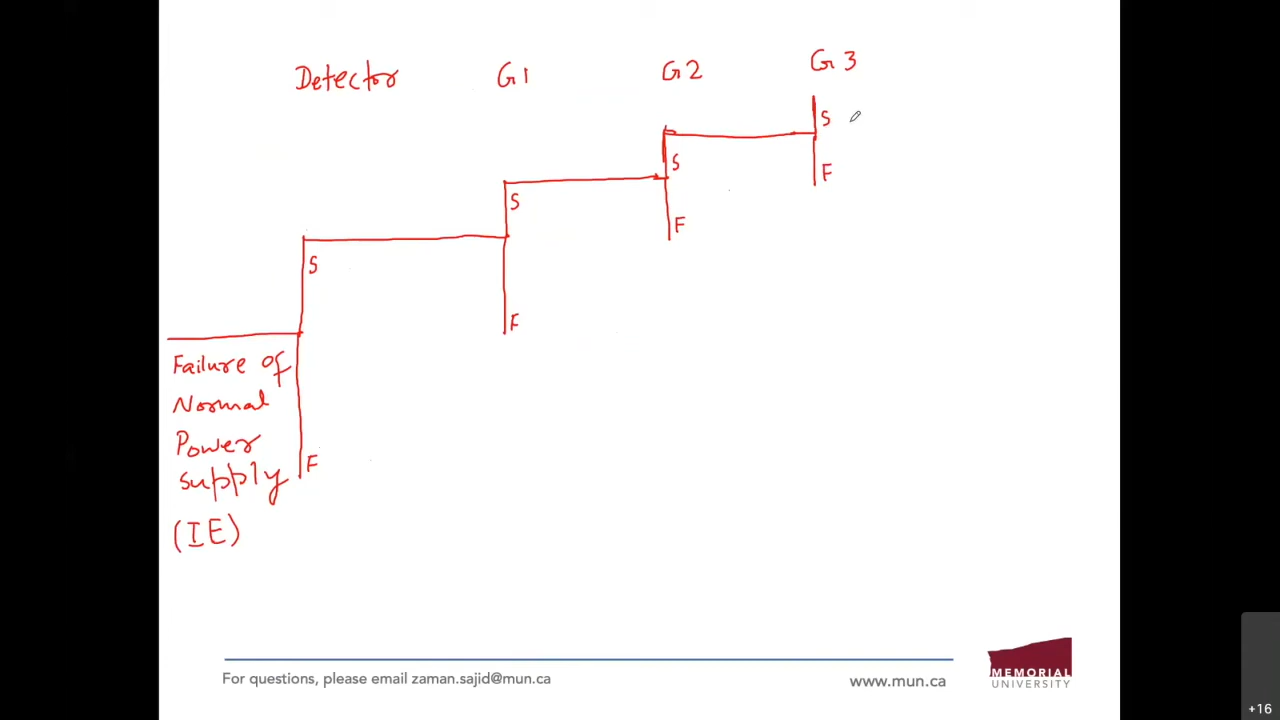 Detector G1 G2 G3
S
S
F
S
F
S
F
Failure of
Normal
Power
Supply
F
(IE)
For questions, please email zaman.sajid@mun.ca
www.mun.ca
MEMORIAL
UNIVERSITY
+16